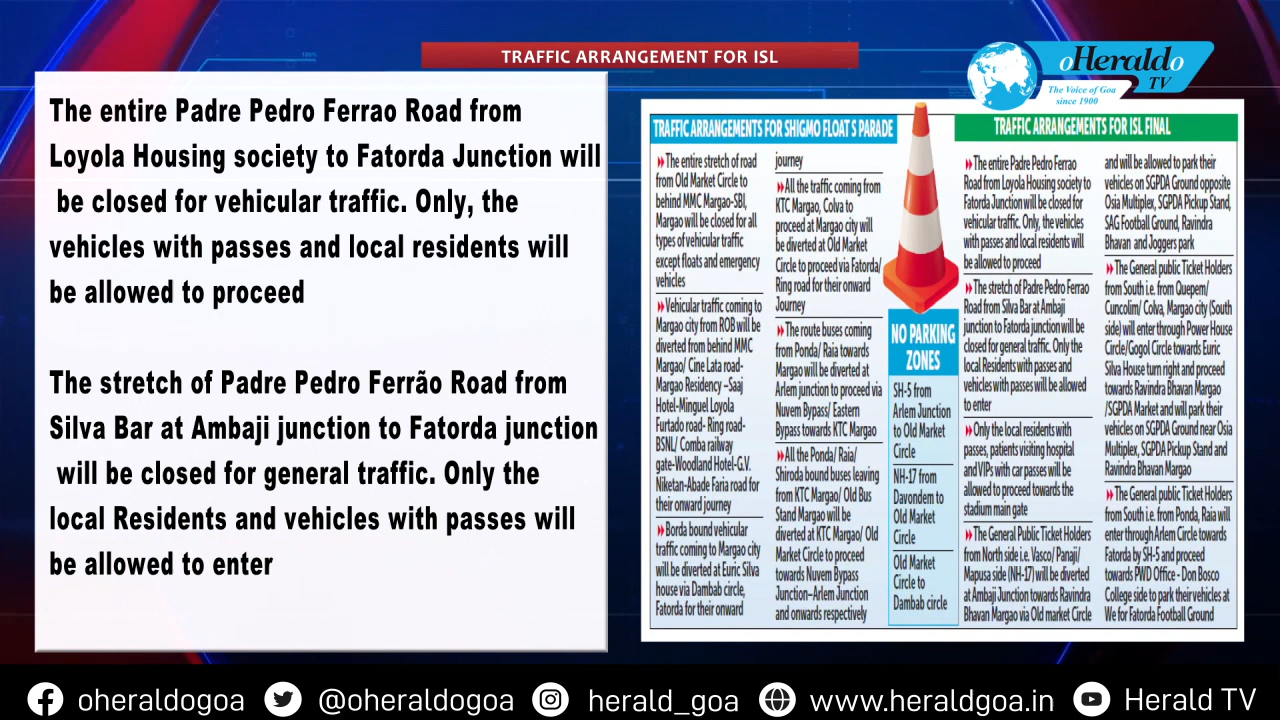 TRAFFIC ARRANGEMENT FOR ISL
oHeraldo
TV
The Voice of Goa
since 1900
The entire Padre Pedro Ferrao Road from
Loyola Housing society to Fatorda Junction will
be closed for vehicular traffic. Only, the
vehicles with passes and local residents will
be allowed to proceed
The stretch of Padre Pedro Ferrão Road from
Silva Bar at Ambaji junction to Fatorda junction
will be closed for general traffic. Only the
local Residents and vehicles with passes will
be allowed to enter
TRAFFIC ARRANGEMENTS FOR SHIGMO FLOAT S PARADE
The entire stretch of road
from Old Market Circle to
behind MMC Margao-SBI,
Margao will be closed for all
types of vehicular traffic
except floats and emergency
vehicles
Vehicular traffic coming to
Margao city from ROB will be
diverted from behind MMC
Margao/ Cine Lata road-
Margao Residency –Saaj
Hotel-Minguel Loyola
Furtado road- Ring road-
BSNL/ Comba railway
gate-Woodland Hotel-G.V.
Niketan-Abade Faria road for
their onward journey
Borda bound vehicular
traffic coming to Margao city
will be diverted at Euric Silva
house via Dambab circle,
Fatorda for their onward
journey
All the traffic coming from
KTC Margao, Colva to
proceed at Margao city will
be diverted at Old Market
Circle to proceed via Fatorda/
Ring road for their onward
Journey
The route buses coming
from Ponda/ Raia towards
Margao will be diverted at
Arlem junction to proceed via
Nuvem Bypass/ Eastern
Bypass towards KTC Margao
All the Ponda/ Raia/
Shiroda bound buses leaving
from KTC Margao/ Old Bus
Stand Margao will be
diverted at KTC Margao/ Old
Market Circle to proceed
towards Nuvem Bypass
Junction–Arlem Junction
and onwards respectively
NO PARKING
ZONES
SH-5 from
Arlem Junction
to Old Market
Circle
NH-17 from
Davondem to
Old Market
Circle
Old Market
Circle to
Dambab circle
TRAFFIC ARRANGEMENTS FOR ISL FINAL
The entire Padre Pedro Ferrao
Road from Loyola Housing society to
Fatorda Junction will be closed for
vehicular traffic. Only, the vehicles
with passes and local residents will
be allowed to proceed
The stretch of Padre Pedro Ferrao
Road from Silva Bar at Ambaji
junction to Fatorda junction will be
closed for general traffic. Only the
local Residents with passes and
vehicles with passes will be allowed
to enter
Only the local residents with
passes, patients visiting hospital
and VIPs with car passes will be
allowed to proceed towards the
stadium main gate
The General Public Ticket Holders
from North side i.e. Vasco/ Panaji/
Mapusa side (NH-17) will be diverted
at Ambaji Junction towards Ravindra
Bhavan Margao via Old market Circle
and will be allowed to park their
vehicles on SGPDA Ground opposite
Osia Multiplex, SGPDA Pickup Stand,
SAG Football Ground, Ravindra
Bhavan and Joggers park
The General public Ticket Holders
from South i.e. from Quepem/
Cuncolim/ Colva, Margao city (South
side) will enter through Power House
Circle/Gogol Circle towards Euric
Silva House turn right and proceed
towards Ravindra Bhavan Margao
/SGPDA Market and will park their
vehicles on SGPDA Ground near Osia
Multiplex, SGPDA Pickup Stand and
Ravindra Bhavan Margao
The General public Ticket Holders
from South i.e. from Ponda, Raia will
enter through Arlem Circle towards
Fatorda by SH-5 and proceed
towards PWD Office - Don Bosco
College side to park their vehicles at
We for Fatorda Football Ground
oheraldogoa
@oheraldogoa
herald_goa
www.heraldgoa.in
Herald TV